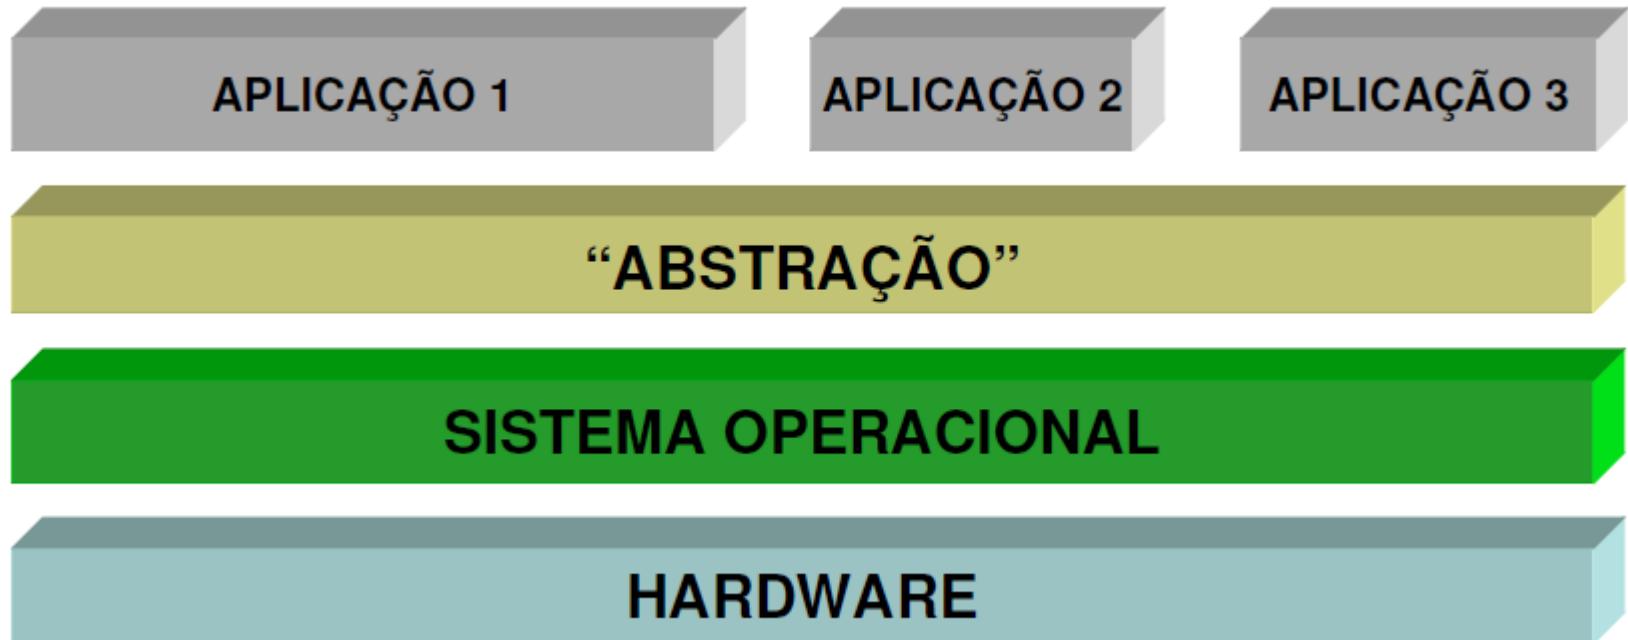 APLICAÇÃO 1
APLICAÇÃO 2
APLICAÇÃO 3
“ABSTRAÇÃO”
SISTEMA OPERACIONAL
HARDWARE